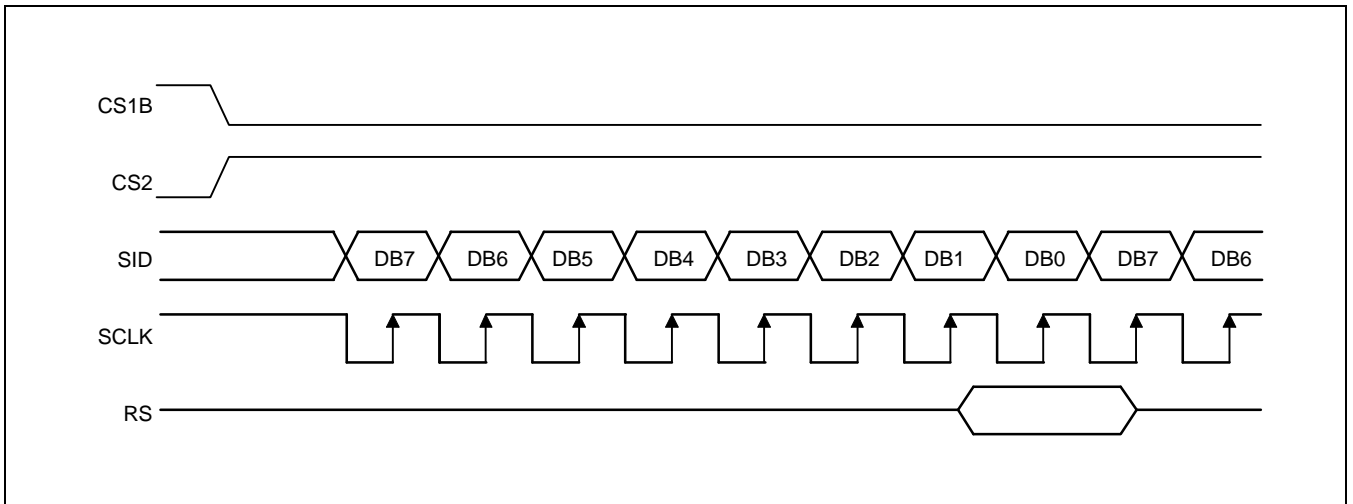 CS1B
CS2
SID DB7 DB6 DB5 DB4 DB3 DB2 DB1 DB0 DB7 DB6
SCLK
RS